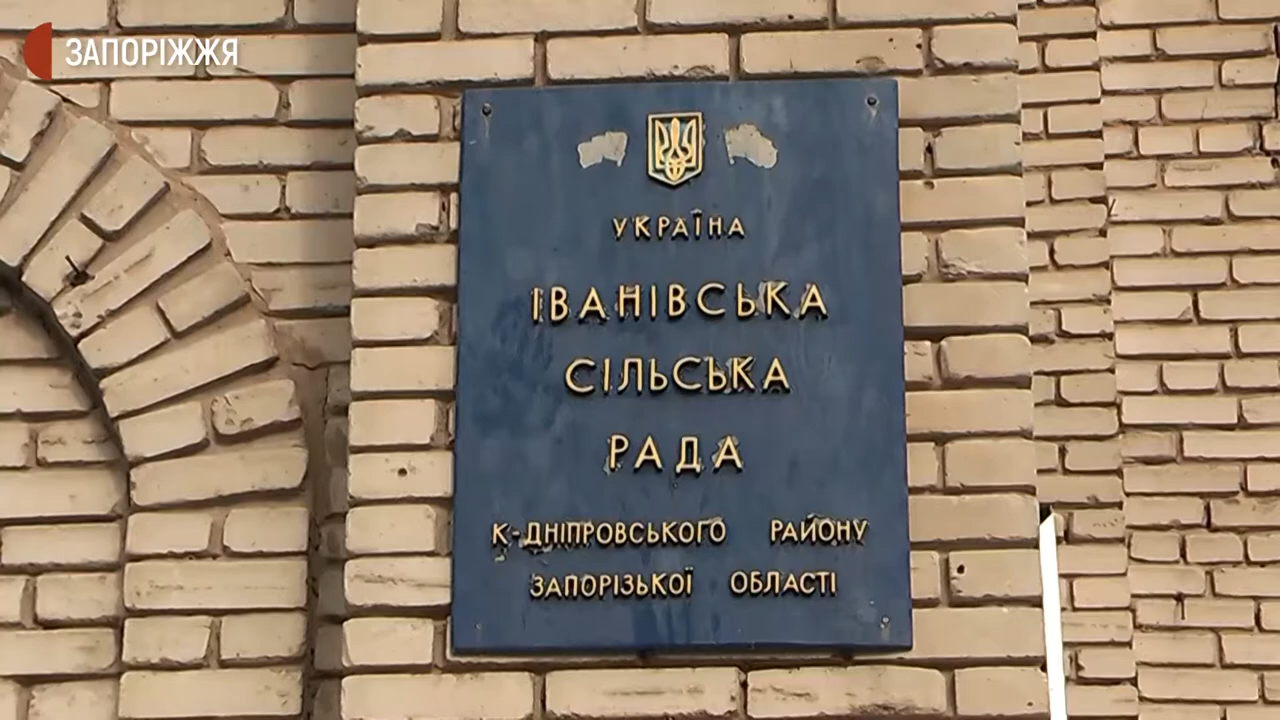 ЗАПОРІЖЖЯ
УКРАЇНА
ІВАНІВСЬКА
СІЛЬСЬКА
РАДА
К-ДНІПРОВСЬКОГО РАЙОНУ
ЗАПОРІЗЬКОЇ ОБЛАСТІ